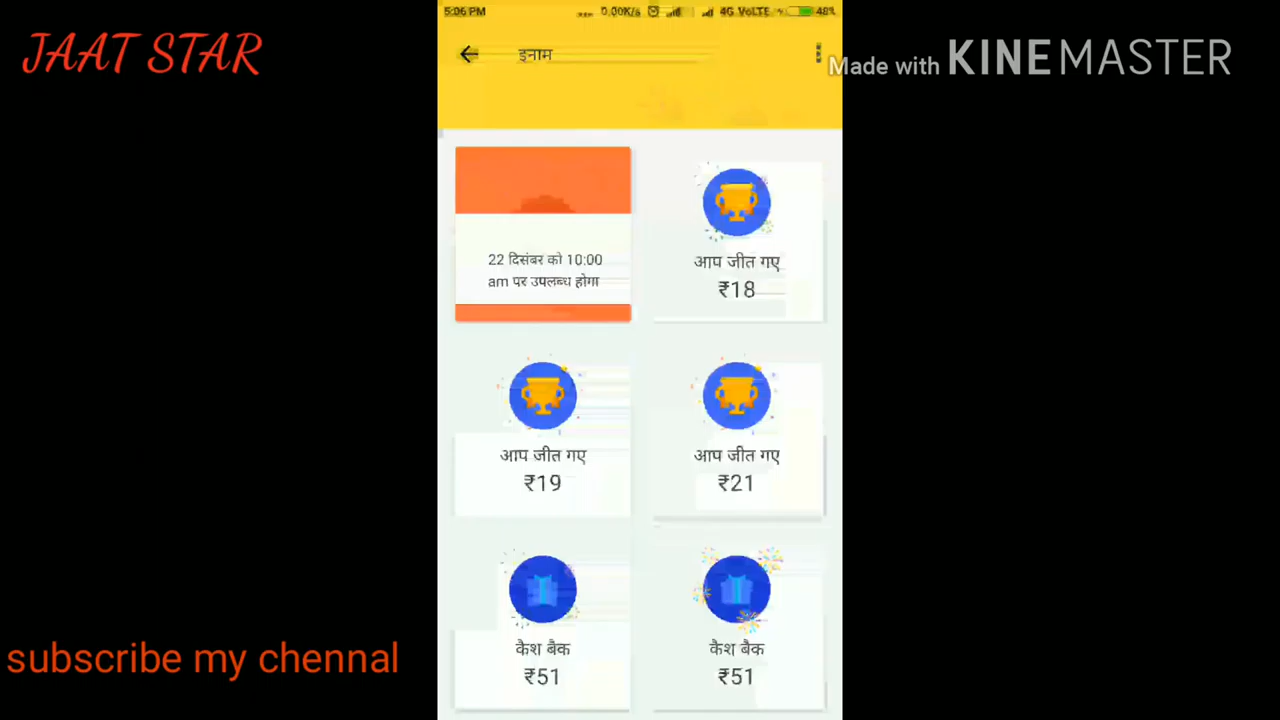 JAAT STAR
Made with KINEMASTER
subscribe my chennal
5:06 PM
0.00K/s
4G VoLTE
48%
इनाम
22 दिसंबर को 10:00
am पर उपलब्ध होगा
आप जीत गए
₹18
आप जीत गए
₹19
आप जीत गए
₹21
कैश बैक
₹51
कैश बैक
₹51